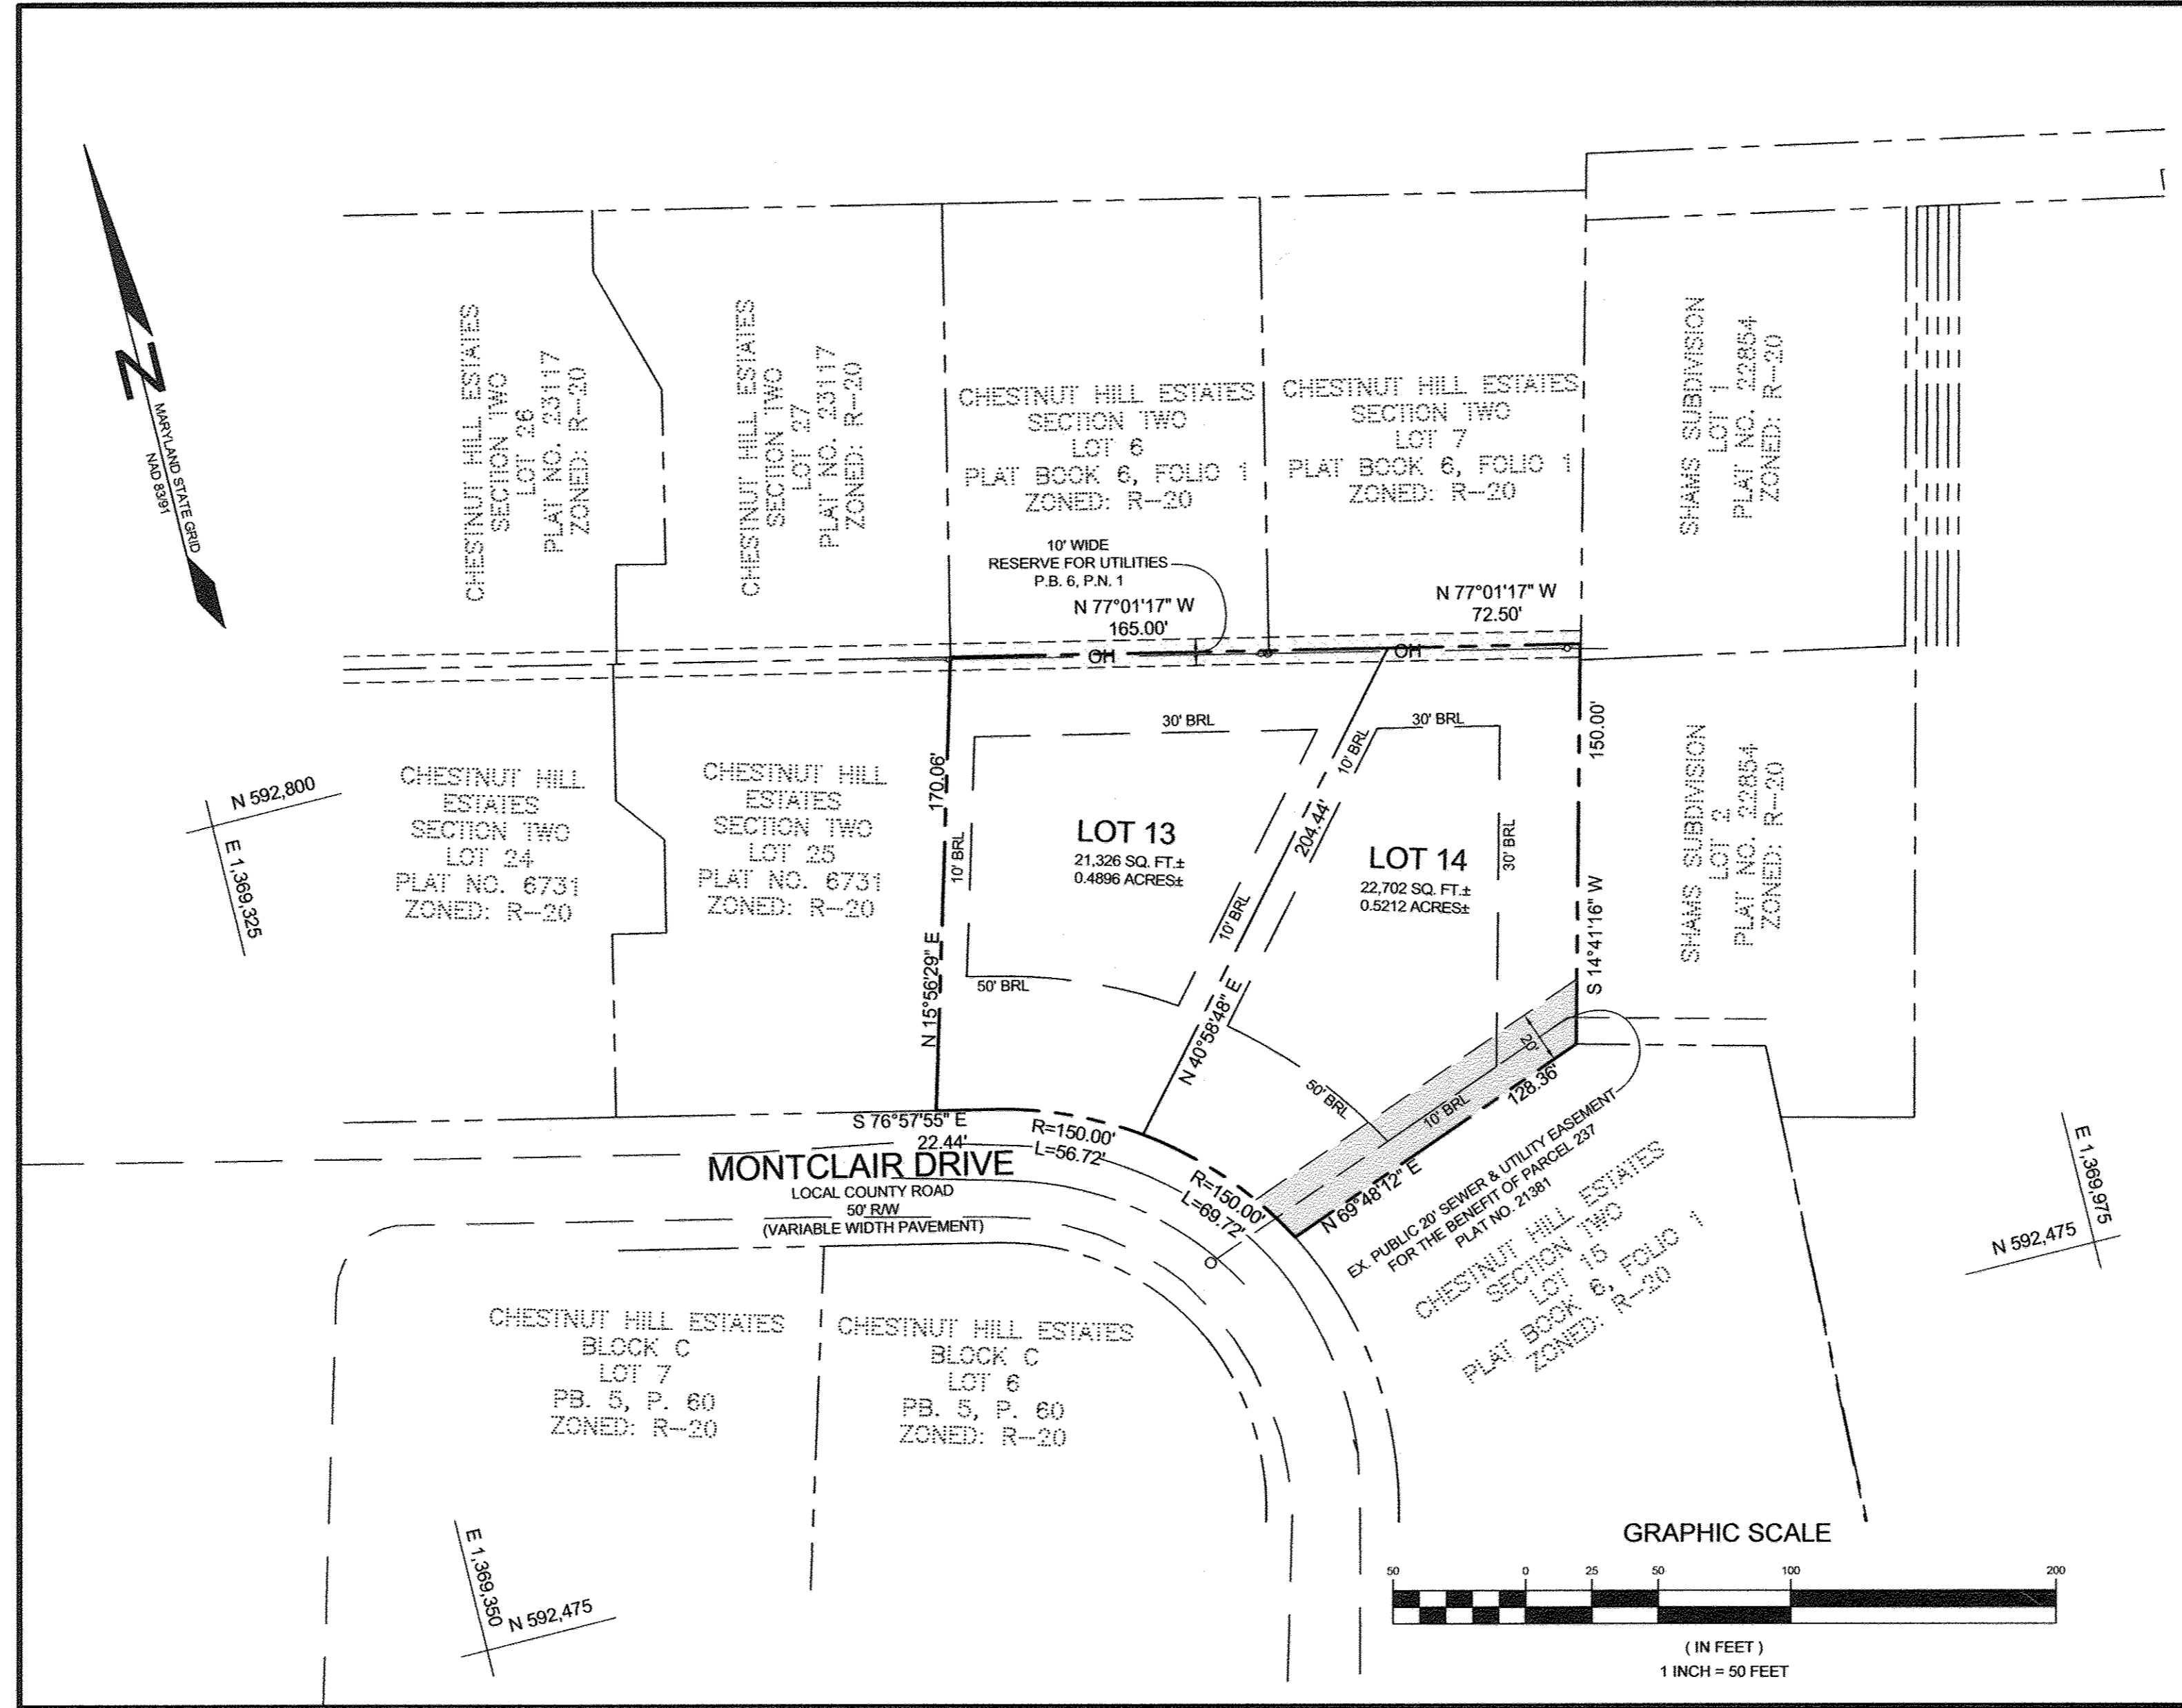 N
MARYLAND STATE GRID
NAD 83/91
CHESTNUT HILL ESTATES
SECTION TWO
LOT 26
PLAT NO. 23117
ZONED: R-20
CHESTNUT HILL ESTATES
SECTION TWO
LOT 27
PLAT NO. 23117
ZONED: R-20
CHESTNUT HILL ESTATES
SECTION TWO
LOT 6
PLAT BOOK 6, FOLIO 1
ZONED: R-20
CHESTNUT HILL ESTATES
SECTION TWO
LOT 7
PLAT BOOK 6, FOLIO 1
ZONED: R-20
SHAMS SUBDIVISION
LOT 1
PLAT NO. 22854
ZONED: R-20
10' WIDE
RESERVE FOR UTILITIES
P.B. 6, P.N. 1
N 77°01'17" W
165.00'
N 77°01'17" W
72.50'
OH
OH
30' BRL
30' BRL
10' BRL
150.00'
170.06'
N 592,800
E 1,369,325
CHESTNUT HILL
ESTATES
SECTION TWO
LOT 24
PLAT NO. 6731
ZONED: R-20
CHESTNUT HILL
ESTATES
SECTION TWO
LOT 25
PLAT NO. 6731
ZONED: R-20
10' BRL
LOT 13
21,326 SQ. FT.±
0.4896 ACRES±
204.44'
LOT 14
22,702 SQ. FT.±
0.5212 ACRES±
30' BRL
SHAMS SUBDIVISION
LOT 2
PLAT NO. 22854
ZONED: R-20
10' BRL
S 14°41'16" W
N 15°56'29" E
50' BRL
N 40°58'48" E
50' BRL
20'
10' BRL
128.36'
N 69°48'12" E
S 76°57'55" E
22.44'
R=150.00'
L=56.72'
R=150.00'
L=69.72'
MONTCLAIR DRIVE
LOCAL COUNTY ROAD
50' R/W
(VARIABLE WIDTH PAVEMENT)
EX. PUBLIC 20' SEWER & UTILITY EASEMENT
FOR THE BENEFIT OF PARCEL 237
PLAT NO. 21381
CHESTNUT HILL ESTATES
SECTION TWO
LOT 15
PLAT BOOK 6, FOLIO 1
ZONED: R-20
E 1,369,975
N 592,475
CHESTNUT HILL ESTATES
BLOCK C
LOT 7
PB. 5, P. 60
ZONED: R-20
CHESTNUT HILL ESTATES
BLOCK C
LOT 6
PB. 5, P. 60
ZONED: R-20
E 1,369,350
N 592,475
GRAPHIC SCALE
50 0 25 50 100 200
( IN FEET )
1 INCH = 50 FEET